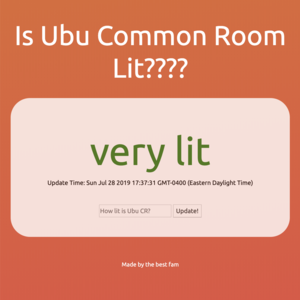 Is Ubu Common Room
Lit????
very lit
Update Time: Sun Jul 28 2019 17:37:31 GMT-0400 (Eastern Daylight Time)
How lit is Ubu CR? Update!
Made by the best fam